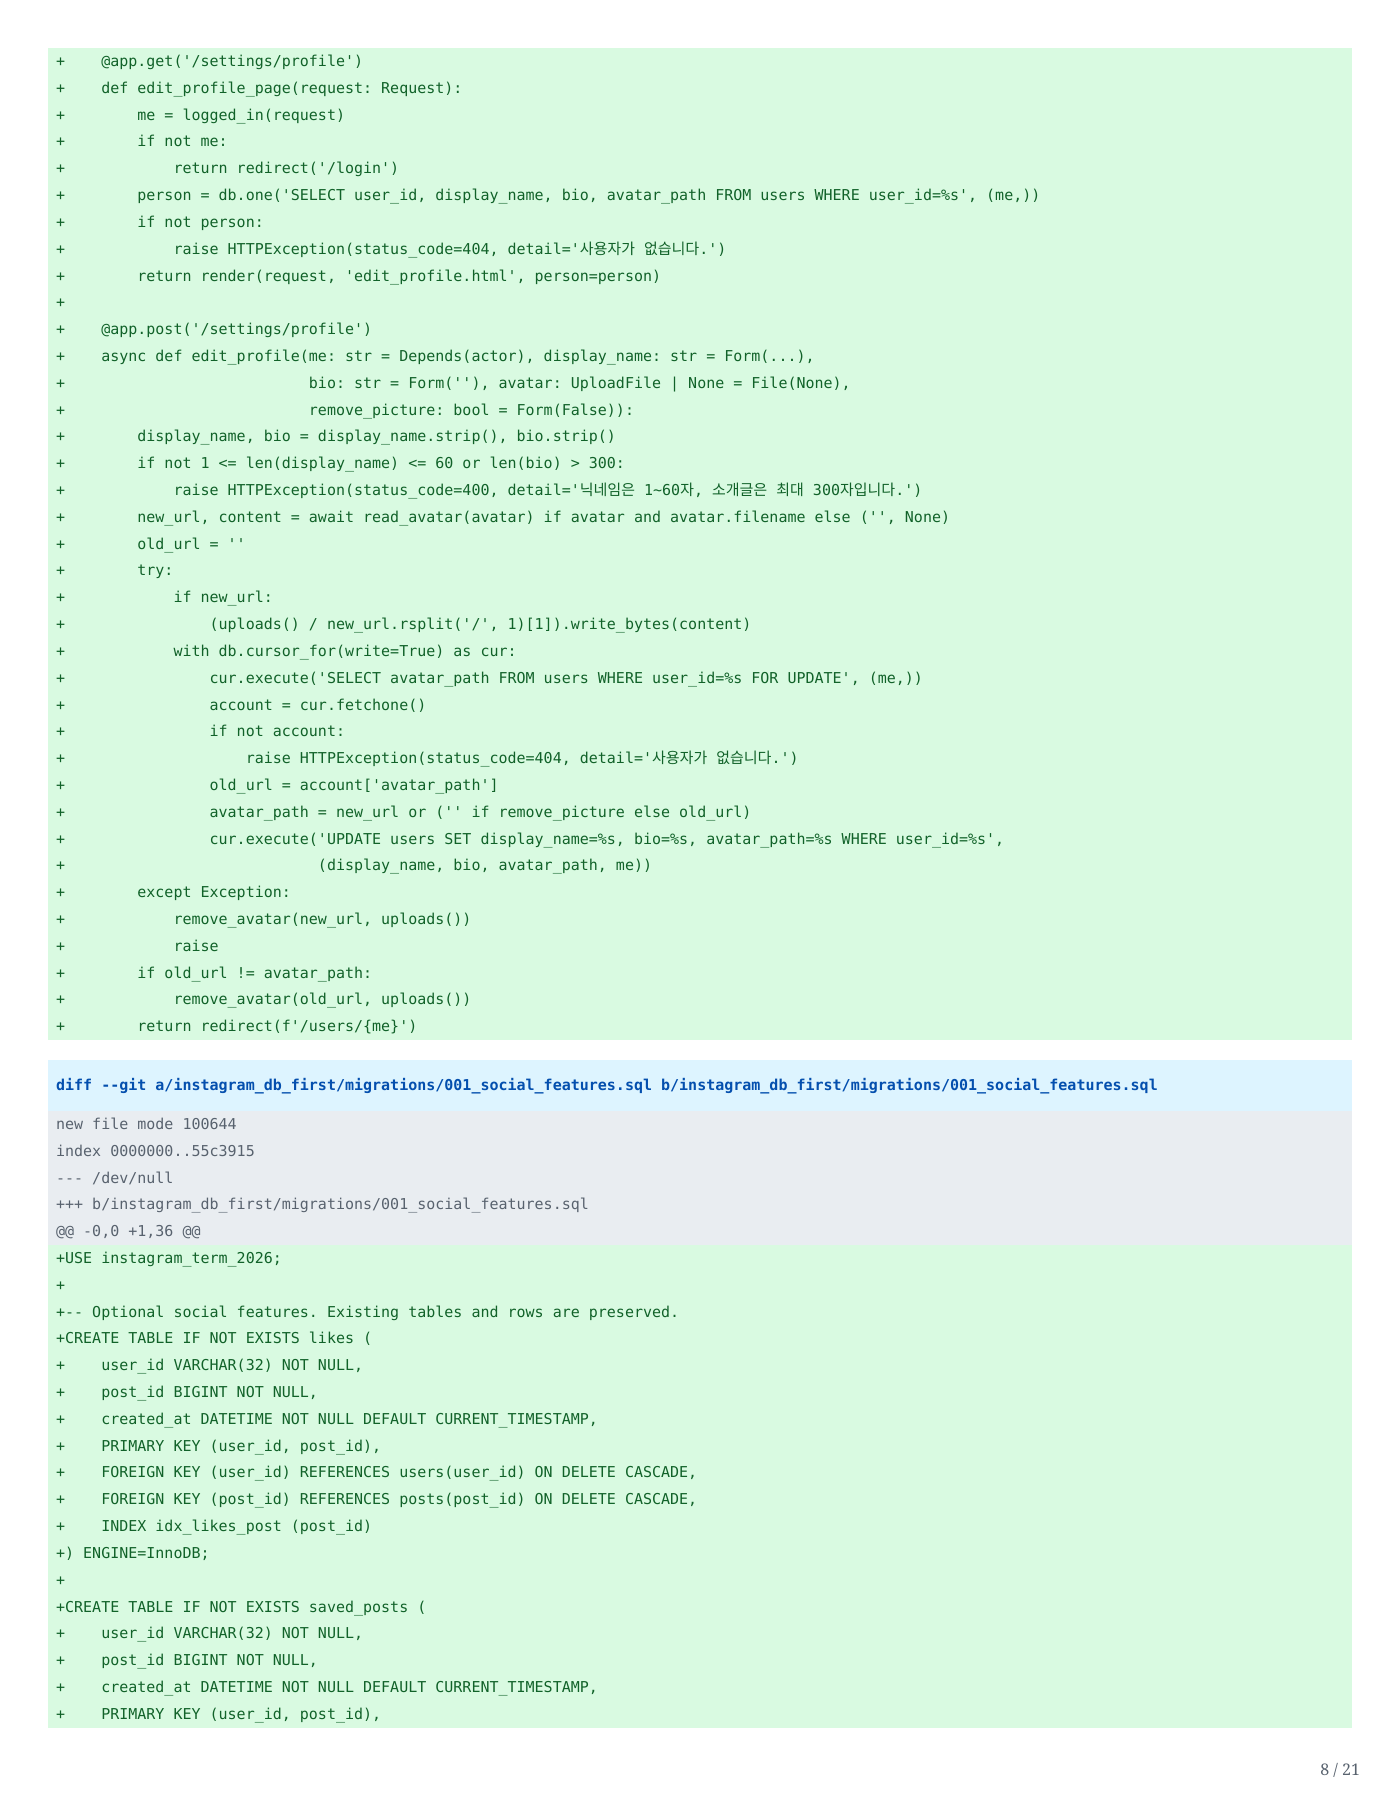 +    @app.get('/settings/profile')
+    def edit_profile_page(request: Request):
+        me = logged_in(request)
+        if not me:
+            return redirect('/login')
+        person = db.one('SELECT user_id, display_name, bio, avatar_path FROM users WHERE user_id=%s', (me,))
+        if not person:
+            raise HTTPException(status_code=404, detail='사용자가 없습니다.')
+        return render(request, 'edit_profile.html', person=person)
+
+    @app.post('/settings/profile')
+    async def edit_profile(me: str = Depends(actor), display_name: str = Form(...),
+                           bio: str = Form(''), avatar: UploadFile | None = File(None),
+                           remove_picture: bool = Form(False)):
+        display_name, bio = display_name.strip(), bio.strip()
+        if not 1 <= len(display_name) <= 60 or len(bio) > 300:
+            raise HTTPException(status_code=400, detail='닉네임은 1~60자, 소개글은 최대 300자입니다.')
+        new_url, content = await read_avatar(avatar) if avatar and avatar.filename else ('', None)
+        old_url = ''
+        try:
+            if new_url:
+                (uploads() / new_url.rsplit('/', 1)[1]).write_bytes(content)
+            with db.cursor_for(write=True) as cur:
+                cur.execute('SELECT avatar_path FROM users WHERE user_id=%s FOR UPDATE', (me,))
+                account = cur.fetchone()
+                if not account:
+                    raise HTTPException(status_code=404, detail='사용자가 없습니다.')
+                old_url = account['avatar_path']
+                avatar_path = new_url or ('' if remove_picture else old_url)
+                cur.execute('UPDATE users SET display_name=%s, bio=%s, avatar_path=%s WHERE user_id=%s',
+                            (display_name, bio, avatar_path, me))
+        except Exception:
+            remove_avatar(new_url, uploads())
+            raise
+        if old_url != avatar_path:
+            remove_avatar(old_url, uploads())
+        return redirect(f'/users/{me}')
diff --git a/instagram_db_first/migrations/001_social_features.sql b/instagram_db_first/migrations/001_social_features.sql
new file mode 100644
index 0000000..55c3915
--- /dev/null
+++ b/instagram_db_first/migrations/001_social_features.sql
@@ -0,0 +1,36 @@
+USE instagram_term_2026;
+
+-- Optional social features. Existing tables and rows are preserved.
+CREATE TABLE IF NOT EXISTS likes (
+    user_id VARCHAR(32) NOT NULL,
+    post_id BIGINT NOT NULL,
+    created_at DATETIME NOT NULL DEFAULT CURRENT_TIMESTAMP,
+    PRIMARY KEY (user_id, post_id),
+    FOREIGN KEY (user_id) REFERENCES users(user_id) ON DELETE CASCADE,
+    FOREIGN KEY (post_id) REFERENCES posts(post_id) ON DELETE CASCADE,
+    INDEX idx_likes_post (post_id)
+) ENGINE=InnoDB;
+
+CREATE TABLE IF NOT EXISTS saved_posts (
+    user_id VARCHAR(32) NOT NULL,
+    post_id BIGINT NOT NULL,
+    created_at DATETIME NOT NULL DEFAULT CURRENT_TIMESTAMP,
+    PRIMARY KEY (user_id, post_id),
8 / 21